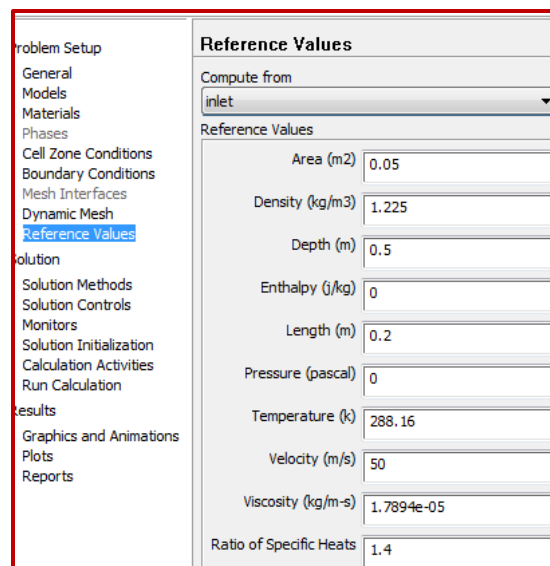 Problem Setup
General
Models
Materials
Phases
Cell Zone Conditions
Boundary Conditions
Mesh Interfaces
Dynamic Mesh
Reference Values
Solution
Solution Methods
Solution Controls
Monitors
Solution Initialization
Calculation Activities
Run Calculation
Results
Graphics and Animations
Plots
Reports
Reference Values
Compute from
inlet
Reference Values
Area (m2) 0.05
Density (kg/m3) 1.225
Depth (m) 0.5
Enthalpy (j/kg) 0
Length (m) 0.2
Pressure (pascal) 0
Temperature (k) 288.16
Velocity (m/s) 50
Viscosity (kg/m-s) 1.7894e-05
Ratio of Specific Heats 1.4